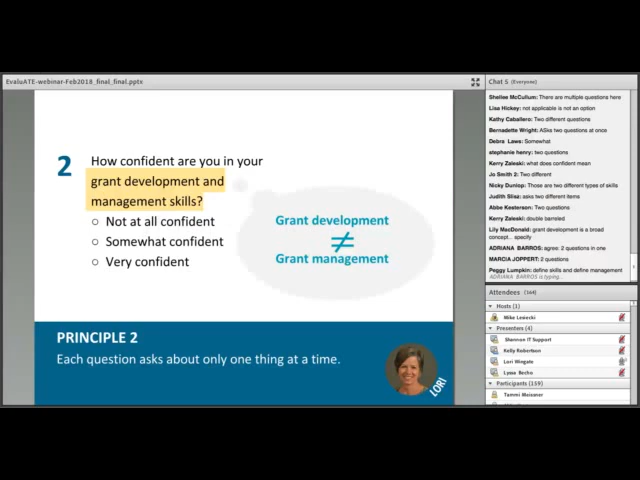 EvaluATE-webinar-Feb2018_final_final.pptx
2
How confident are you in your
grant development and
management skills?
Not at all confident
Somewhat confident
Very confident
Grant development
≠
Grant management
PRINCIPLE 2
Each question asks about only one thing at a time.
LORI
Chat 5 (Everyone)
Shellee McCullum: There are multiple questions here
Lisa Hickey: not applicable is not an option
Kathy Caballero: Two different questions
Bernadette Wright: ASks two questions at once
Debra Laws: Somewhat
stephanie henry: two questions
Kerry Zaleski: what does confident mean
Jo Smith 2: Two different
Nicky Dunlop: Those are two different types of skills
Judith Slisz: asks two different items
Abbe Kesterson: Two questions
Kerry Zaleski: double barreled
Lily MacDonald: grant development is a broad
concept... specify
ADRIANA BARROS: agree: 2 questions in one
MARCIA JOPPERT: 2 questions
Peggy Lumpkin: define skills and define management
ADRIANA BARROS is typing...
Attendees (164)
Hosts (1)
Mike Lesiecki
Presenters (4)
Shannon IT Support
Kelly Robertson
Lori Wingate
Lyssa Becho
Participants (159)
Tammi Meissner